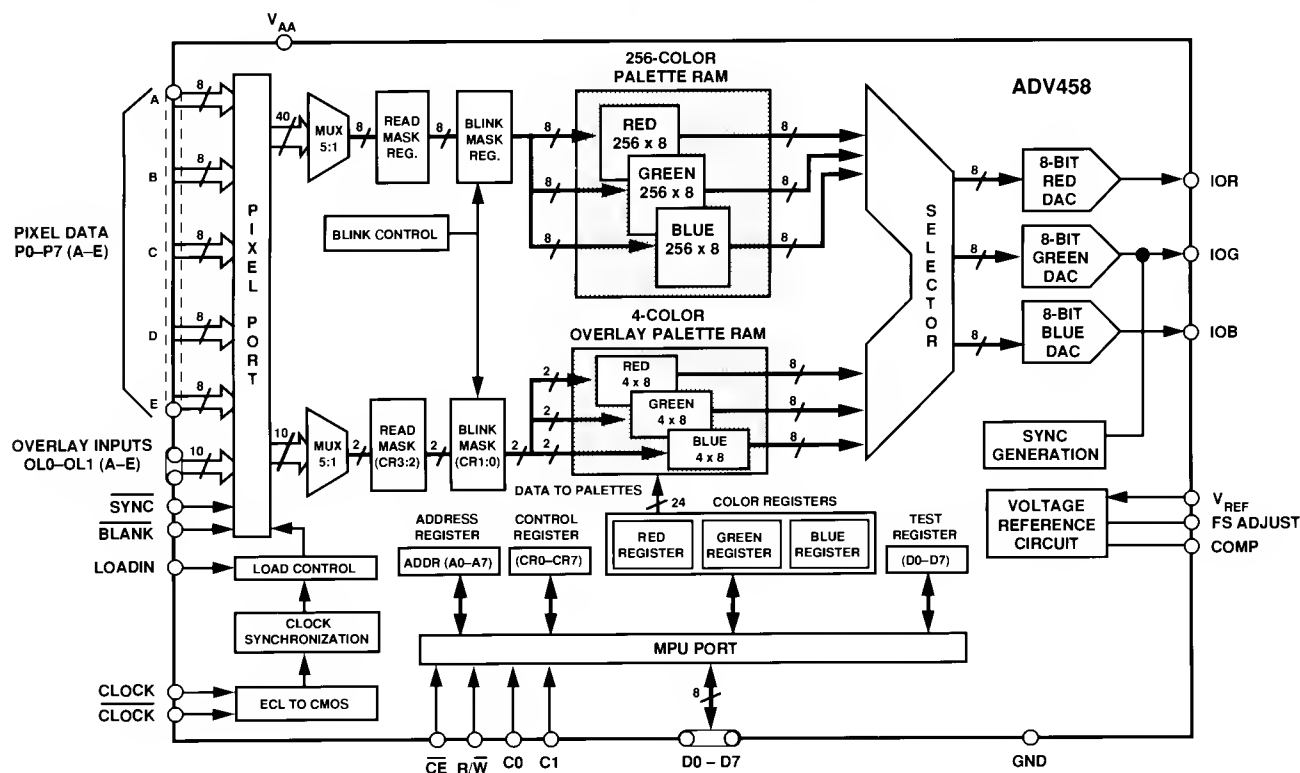 V AA
256-COLOR
PALETTE RAM
ADV458
PIXEL DATA
P0–P7 (A–E)
A
8
B
8
C
8
D
8
E
8
OVERLAY INPUTS
OL0–OL1 (A–E)
10
SYNC
BLANK
LOADIN
CLOCK
CLOCK
PIXEL PORT
40
MUX
5:1
8
READ
MASK
REG.
8
BLINK
MASK
REG.
8
8
8
RED
256 x 8
GREEN
256 x 8
BLUE
256 x 8
8
8
8
BLINK CONTROL
4-COLOR
OVERLAY PALETTE RAM
10
MUX
5:1
2
READ
MASK
(CR3:2)
2
BLINK
MASK
(CR1:0)
2
2
2
2
RED
4 x 8
GREEN
4 x 8
BLUE
4 x 8
8
8
8
SELECTOR
8
8-BIT
RED
DAC
IOR
8
8-BIT
GREEN
DAC
IOG
8
8-BIT
BLUE
DAC
IOB
SYNC
GENERATION
VOLTAGE
REFERENCE
CIRCUIT
V REF
FS ADJUST
COMP
DATA TO PALETTES
24
ADDRESS
REGISTER
ADDR (A0–A7)
CONTROL
REGISTER
(CR0–CR7)
COLOR REGISTERS
RED
REGISTER
GREEN
REGISTER
BLUE
REGISTER
TEST
REGISTER
(D0–D7)
LOAD CONTROL
CLOCK
SYNCHRONIZATION
ECL TO CMOS
MPU PORT
8
CE
R/W
C0
C1
D0 – D7
GND